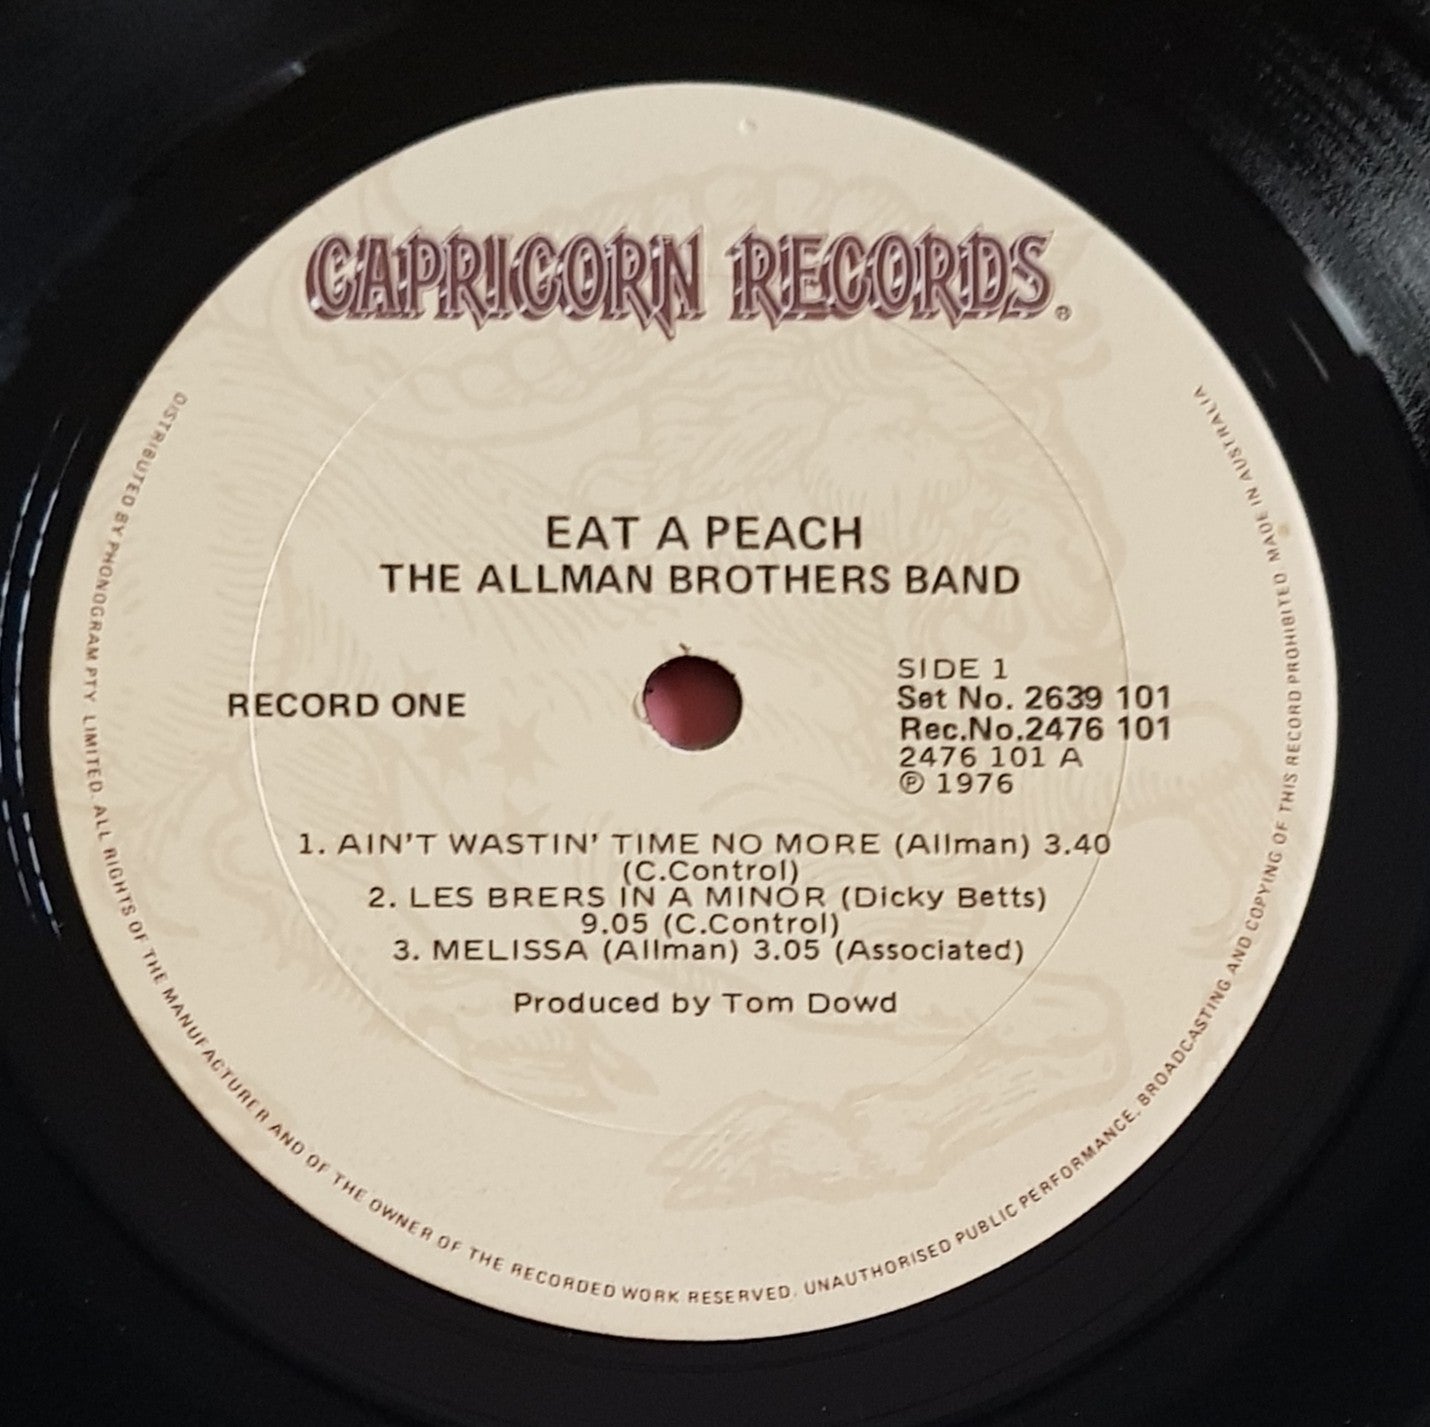 CAPRICORN RECORDS®
EAT A PEACH
THE ALLMAN BROTHERS BAND
RECORD ONE
SIDE 1
Set No. 2639 101
Rec.No.2476 101
2476 101 A
℗ 1976
1. AIN'T WASTIN' TIME NO MORE (Allman) 3.40
(C.Control)
2. LES BRERS IN A MINOR (Dicky Betts)
9.05 (C.Control)
3. MELISSA (Allman) 3.05 (Associated)
Produced by Tom Dowd
DISTRIBUTED BY PHONOGRAM PTY. LIMITED. ALL RIGHTS OF THE MANUFACTURER AND OF THE OWNER OF THE RECORDED WORK RESERVED. UNAUTHORISED PUBLIC PERFORMANCE, BROADCASTING AND COPYING OF THIS RECORD PROHIBITED. MADE IN AUSTRALIA